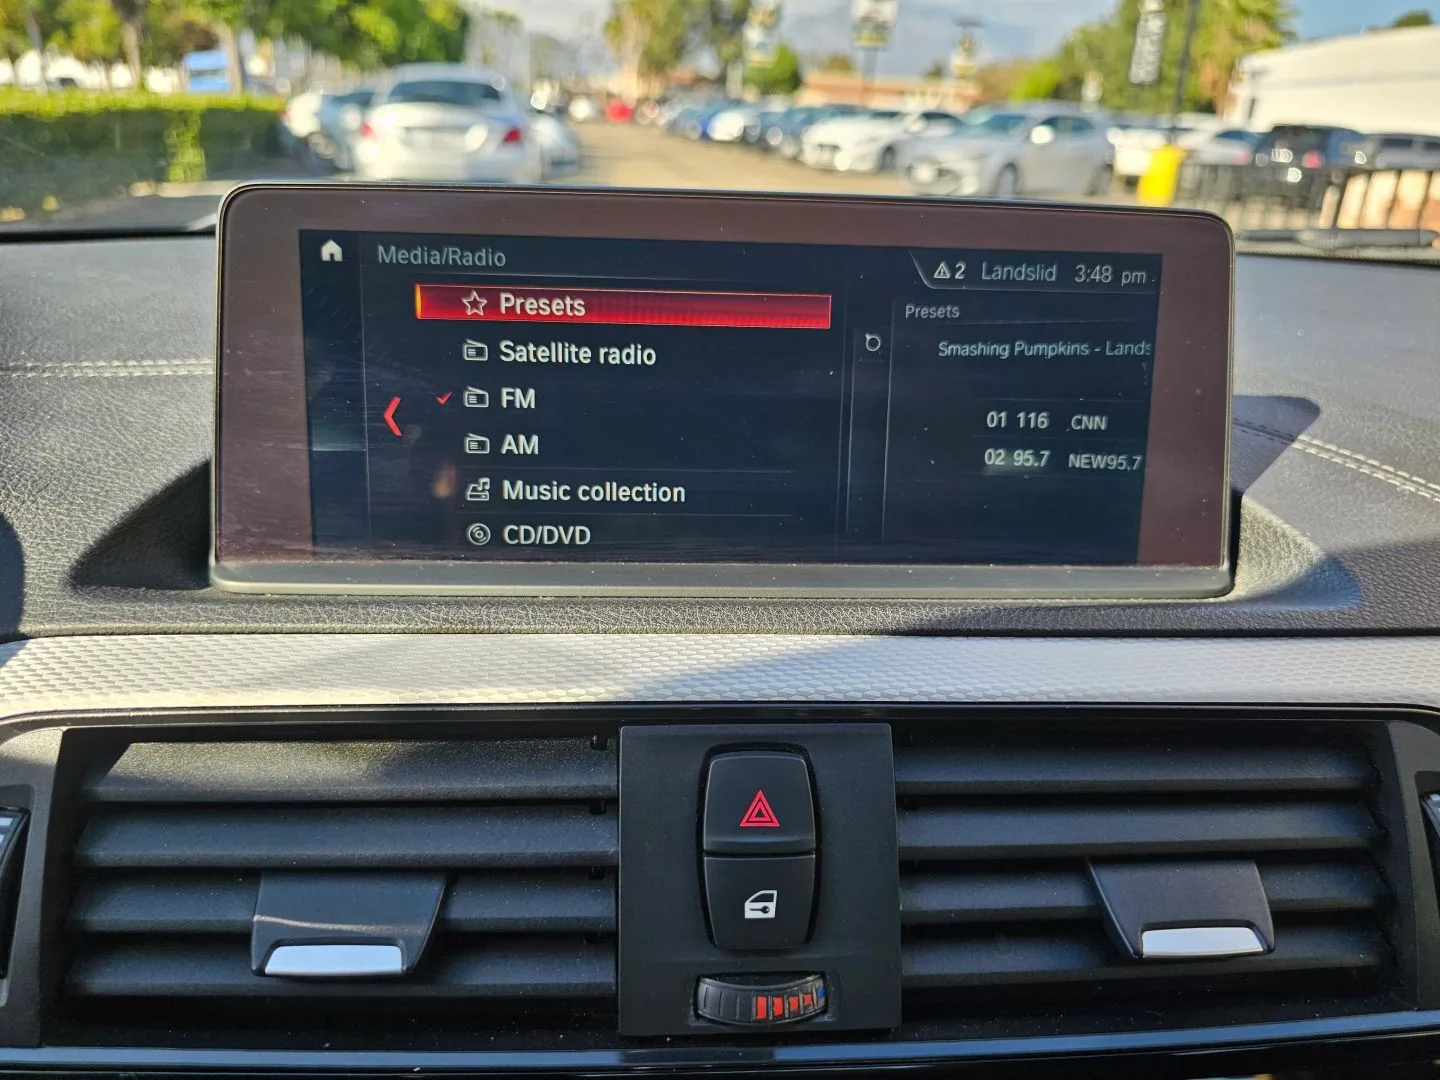 Media/Radio
2 Landslid 3:48 pm
Presets
Satellite radio
FM
AM
Music collection
CD/DVD
Presets
Smashing Pumpkins - Lands
01 116 CNN
02 95.7 NEW95.7